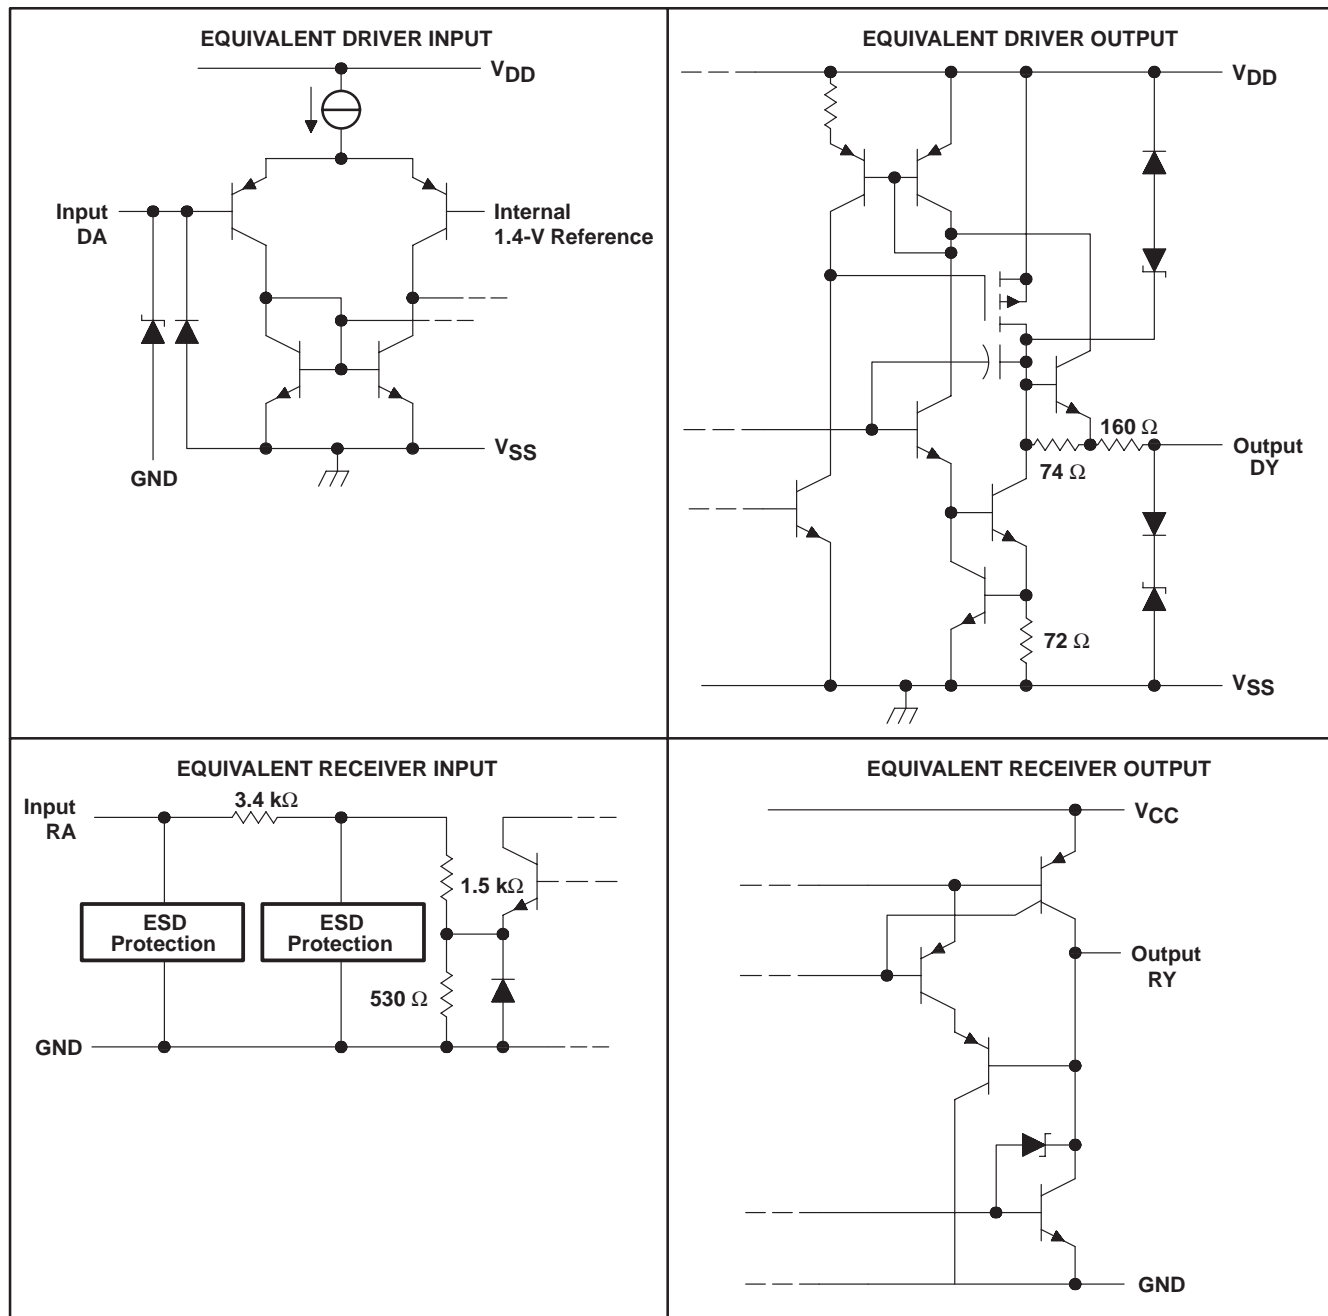 EQUIVALENT DRIVER INPUT
VDD
Input
DA
Internal
1.4-V Reference
VSS
GND
EQUIVALENT DRIVER OUTPUT
VDD
160 Ω
74 Ω
Output
DY
72 Ω
VSS
EQUIVALENT RECEIVER INPUT
Input
RA
3.4 kΩ
1.5 kΩ
ESD
Protection
ESD
Protection
530 Ω
GND
EQUIVALENT RECEIVER OUTPUT
VCC
Output
RY
GND